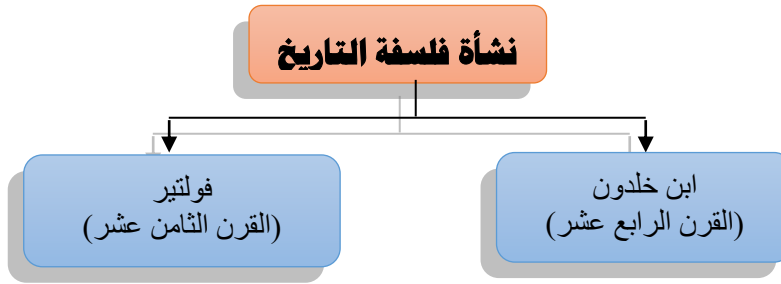 نشأة فلسفة التاريخ
ابن خلدون
(القرن الرابع عشر)
فولتير
(القرن الثامن عشر)